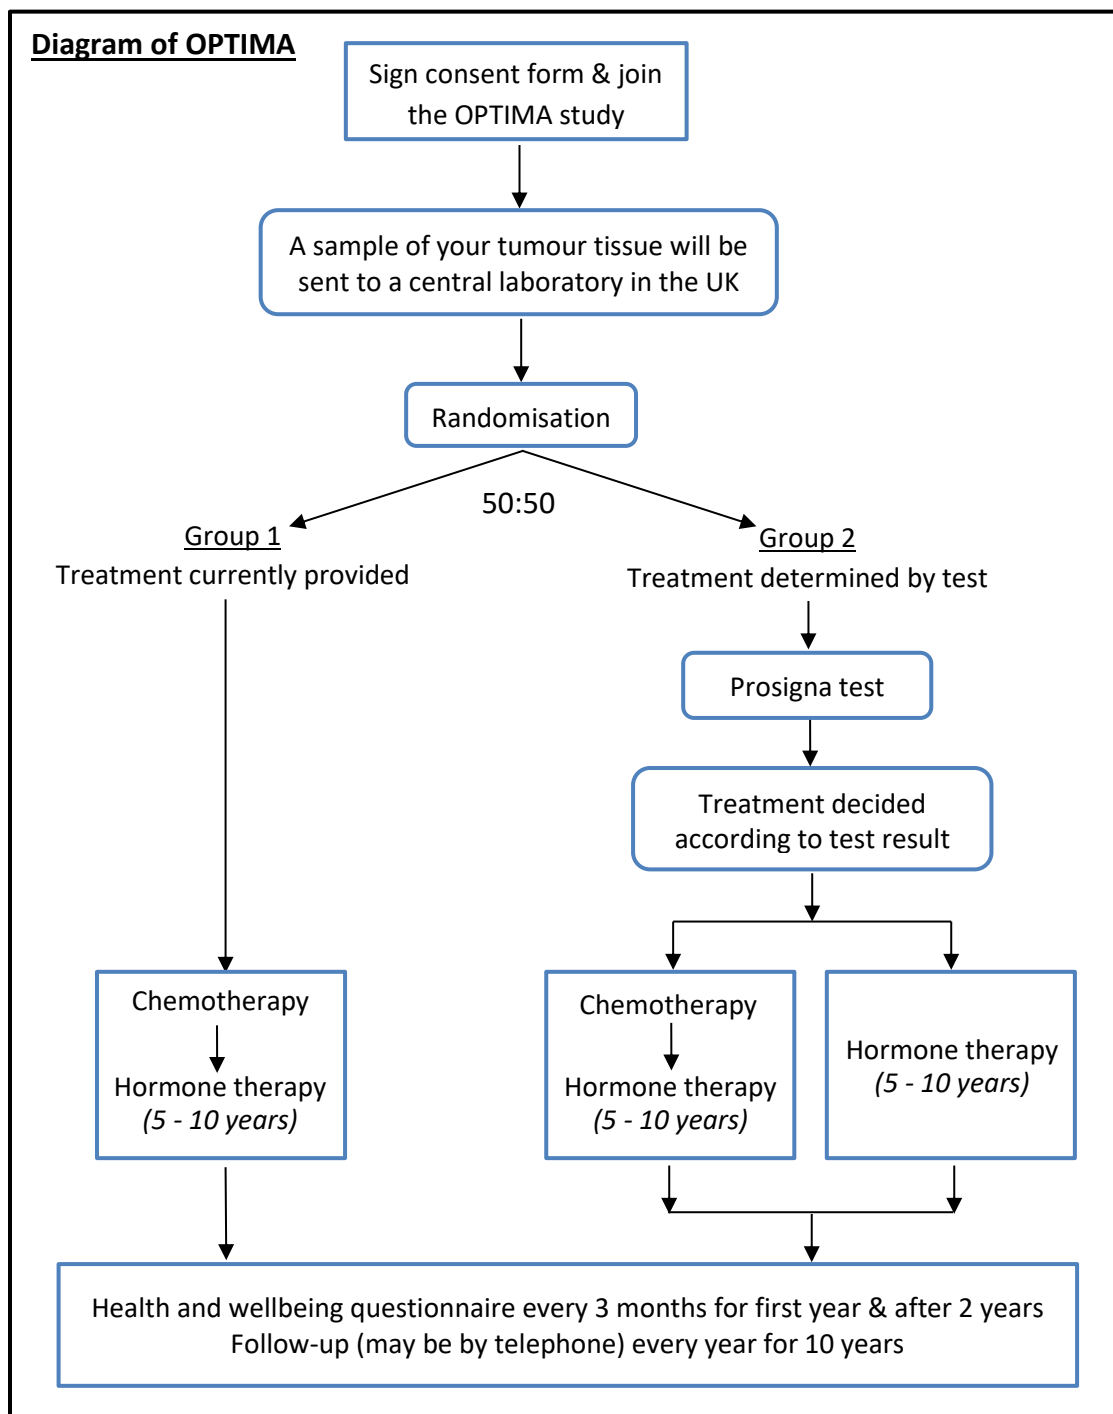 Diagram of OPTIMA
Sign consent form & join
the OPTIMA study
A sample of your tumour tissue will be
sent to a central laboratory in the UK
Randomisation
50:50
Group 1
Treatment currently provided
Group 2
Treatment determined by test
Prosigna test
Treatment decided
according to test result
Chemotherapy
Hormone therapy
(5 - 10 years)
Chemotherapy
Hormone therapy
(5 - 10 years)
Hormone therapy
(5 - 10 years)
Health and wellbeing questionnaire every 3 months for first year & after 2 years
Follow-up (may be by telephone) every year for 10 years